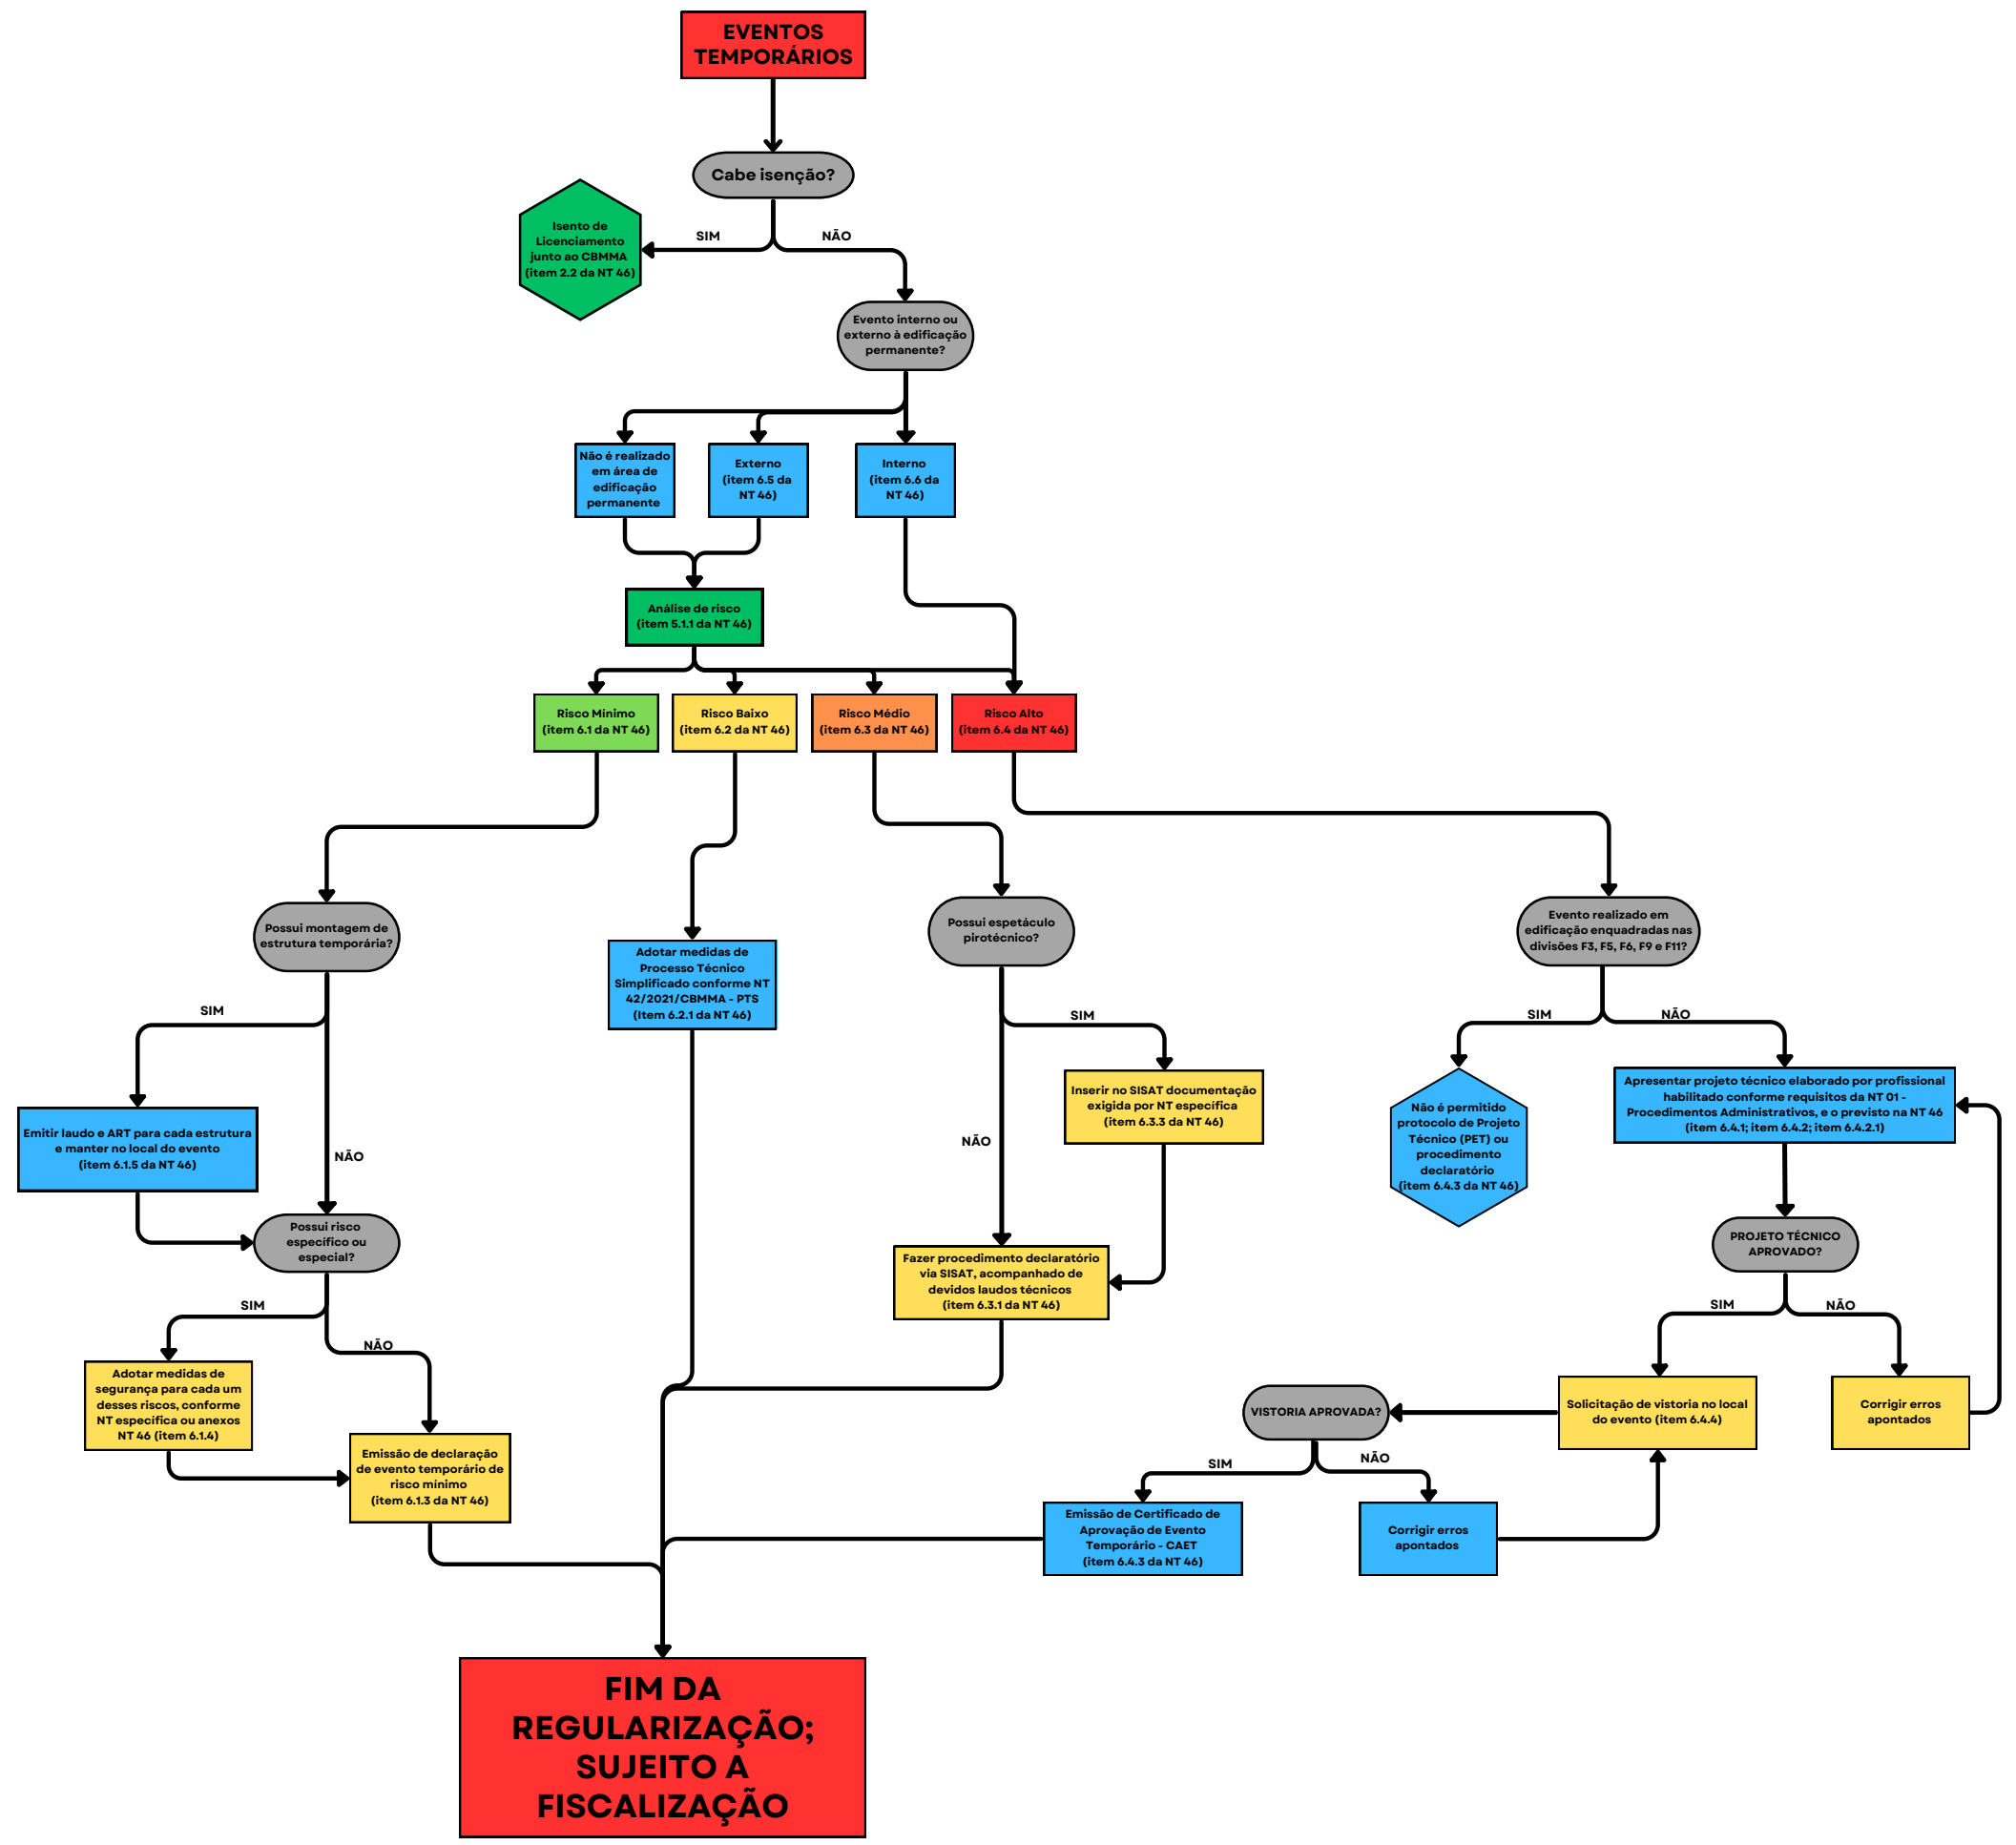 EVENTOS
TEMPORÁRIOS
Cabe isenção?
SIM
NÃO
Isento de
Licenciamento
junto ao CBMMA
(item 2.2 da NT 46)
Evento interno ou
externo à edificação
permanente?
Não é realizado
em área de
edificação
permanente
Externo
(item 6.5 da
NT 46)
Interno
(item 6.6 da
NT 46)
Análise de risco
(item 5.1.1 da NT 46)
Risco Mínimo
(item 6.1 da NT 46)
Risco Baixo
(item 6.2 da NT 46)
Risco Médio
(item 6.3 da NT 46)
Risco Alto
(item 6.4 da NT 46)
Possui montagem de
estrutura temporária?
SIM
NÃO
Emitir laudo e ART para cada estrutura
e manter no local do evento
(item 6.1.5 da NT 46)
Possui risco
específico ou
especial?
SIM
NÃO
Adotar medidas de
segurança para cada um
desses riscos, conforme
NT específica ou anexos
NT 46 (item 6.1.4)
Emissão de declaração
de evento temporário de
risco mínimo
(item 6.1.3 da NT 46)
Adotar medidas de
Processo Técnico
Simplificado conforme NT
42/2021/CBMMA - PTS
(Item 6.2.1 da NT 46)
Possui espetáculo
pirotécnico?
SIM
NÃO
Inserir no SISAT documentação
exigida por NT específica
(item 6.3.3 da NT 46)
Fazer procedimento declaratório
via SISAT, acompanhado de
devidos laudos técnicos
(item 6.3.1 da NT 46)
Evento realizado em
edificação enquadradas nas
divisões F3, F5, F6, F9 e F11?
SIM
NÃO
Não é permitido
protocolo de Projeto
Técnico (PET) ou
procedimento
declaratório
(item 6.4.3 da NT 46)
Apresentar projeto técnico elaborado por profissional
habilitado conforme requisitos da NT 01 -
Procedimentos Administrativos, e o previsto na NT 46
(item 6.4.1; item 6.4.2; item 6.4.2.1)
PROJETO TÉCNICO
APROVADO?
SIM
NÃO
Solicitação de vistoria no local
do evento (item 6.4.4)
Corrigir erros
apontados
VISTORIA APROVADA?
SIM
NÃO
Emissão de Certificado de
Aprovação de Evento
Temporário - CAET
(item 6.4.3 da NT 46)
Corrigir erros
apontados
FIM DA
REGULARIZAÇÃO;
SUJEITO A
FISCALIZAÇÃO